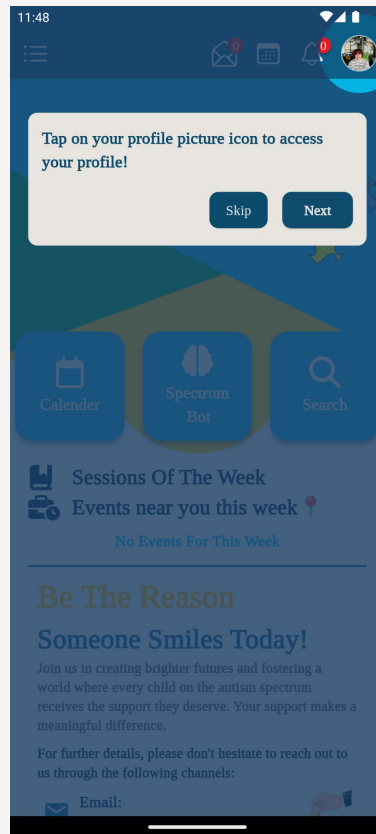 11:48
0
0
Tap on your profile picture icon to access
your profile!
Skip
Next
Calender
Spectrum
Bot
Search
Sessions Of The Week
Events near you this week
No Events For This Week
Be The Reason
Someone Smiles Today!
Join us in creating brighter futures and fostering a
world where every child on the autism spectrum
receives the support they deserve. Your support makes a
meaningful difference.
For further details, please don't hesitate to reach out to
us through the following channels:
Email: